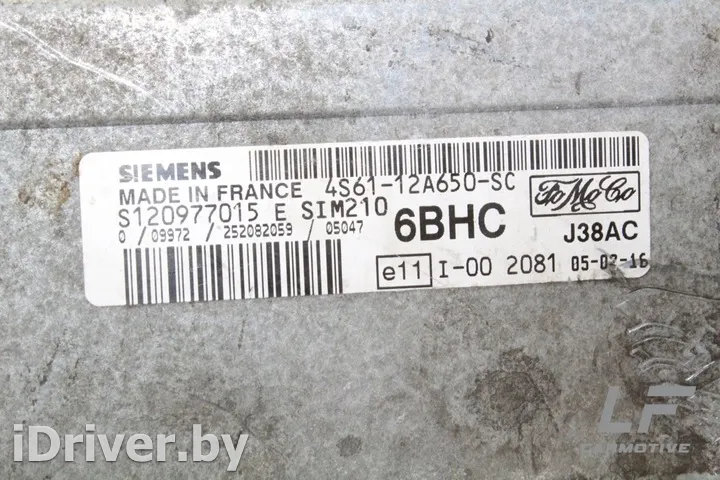 SIEMENS
MADE IN FRANCE 4S61-12A650-SC
S120977015 E SIM210
0 / 09972 / 252082059 / 05047
6BHC
FoMoCo
J38AC
e11 I-00 2081 05-02-16
LF
CARMOTIVE
iDriver.by